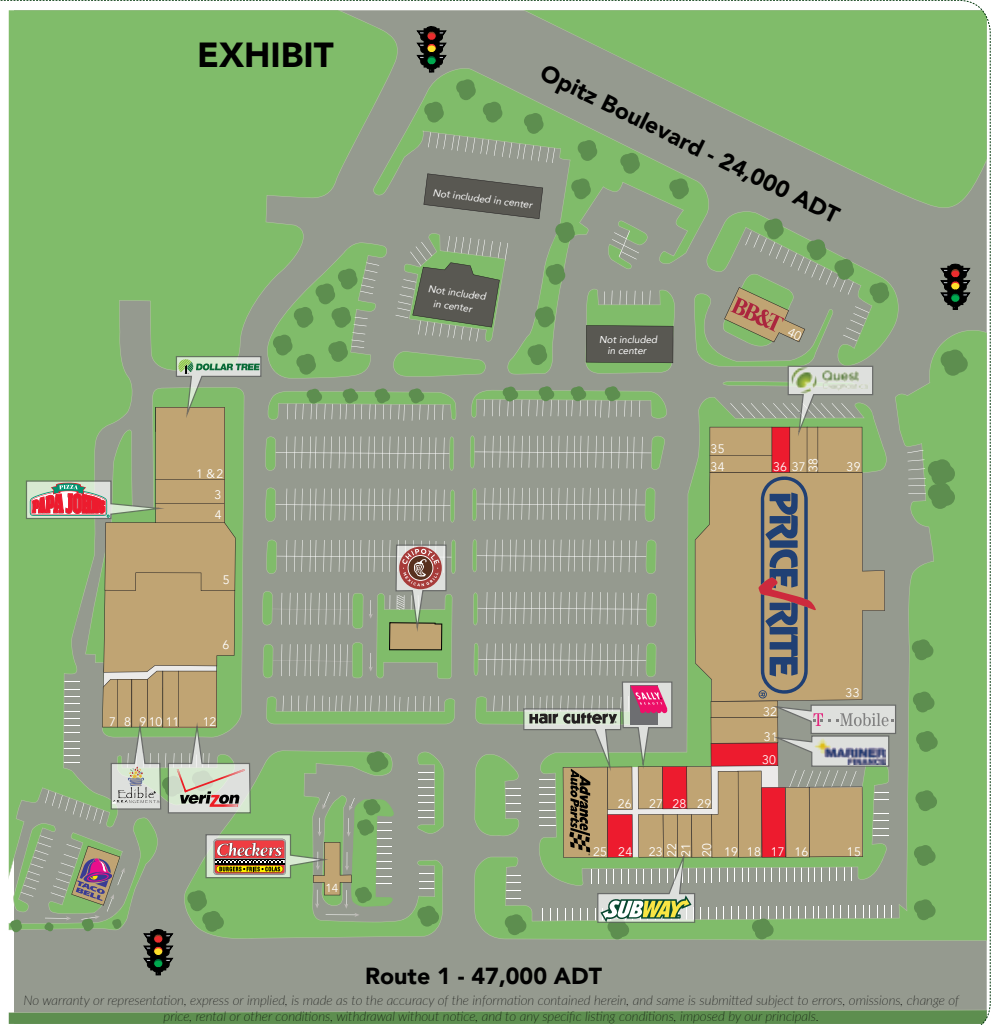 EXHIBIT
Opitz Boulevard - 24,000 ADT
Not included in center
Not included
in center
Not included
in center
BB&T
40
DOLLAR TREE
Quest
1 & 2
3
4
PIZZA
PAPA JOHN'S
35
34
36
37
38
39
CHIPOTLE
MEXICAN GRILL
5
6
PRICE RITE
®
33
7
8
9
10
11
12
Hair Cuttery
SALLY
BEAUTY
32
T-Mobile
31
MARINER
FINANCE
30
Edible
ARRANGEMENTS
verizon
Advance
Auto Parts
26
27
28
29
25
24
23
22
21
20
19
18
17
16
15
Checkers
BURGERS • FRIES • COLAS
14
TACO
BELL
SUBWAY
Route 1 - 47,000 ADT
No warranty or representation, express or implied, is made as to the accuracy of the information contained herein, and same is submitted subject to errors, omissions, change of
price, rental or other conditions, withdrawal without notice, and to any specific listing conditions, imposed by our principals.